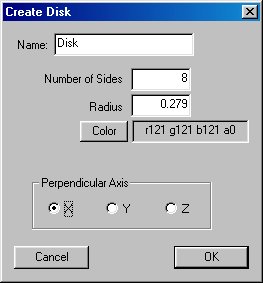 Create Disk
Name: Disk
Number of Sides 8
Radius 0.279
Color r121 g121 b121 a0
Perpendicular Axis
X Y Z
Cancel OK